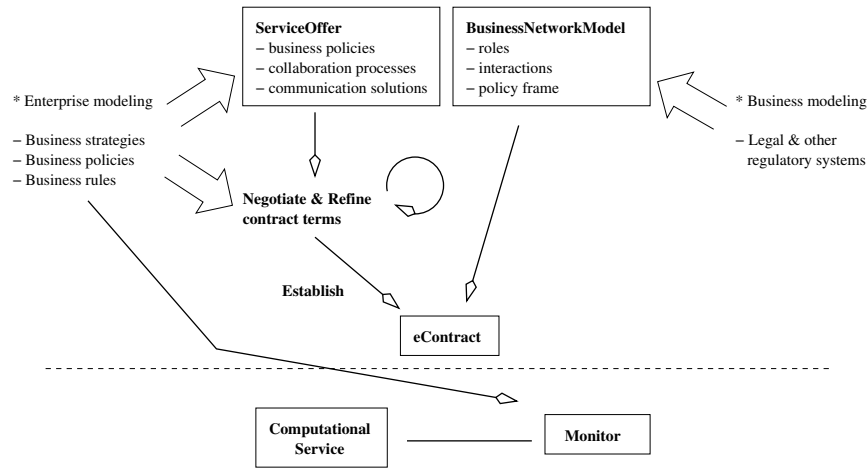 ServiceOffer
– business policies
– collaboration processes
– communication solutions
BusinessNetworkModel
– roles
– interactions
– policy frame
* Enterprise modeling
– Business strategies
– Business policies
– Business rules
* Business modeling
– Legal & other
regulatory systems
Negotiate & Refine
contract terms
Establish
eContract
Computational
Service
Monitor